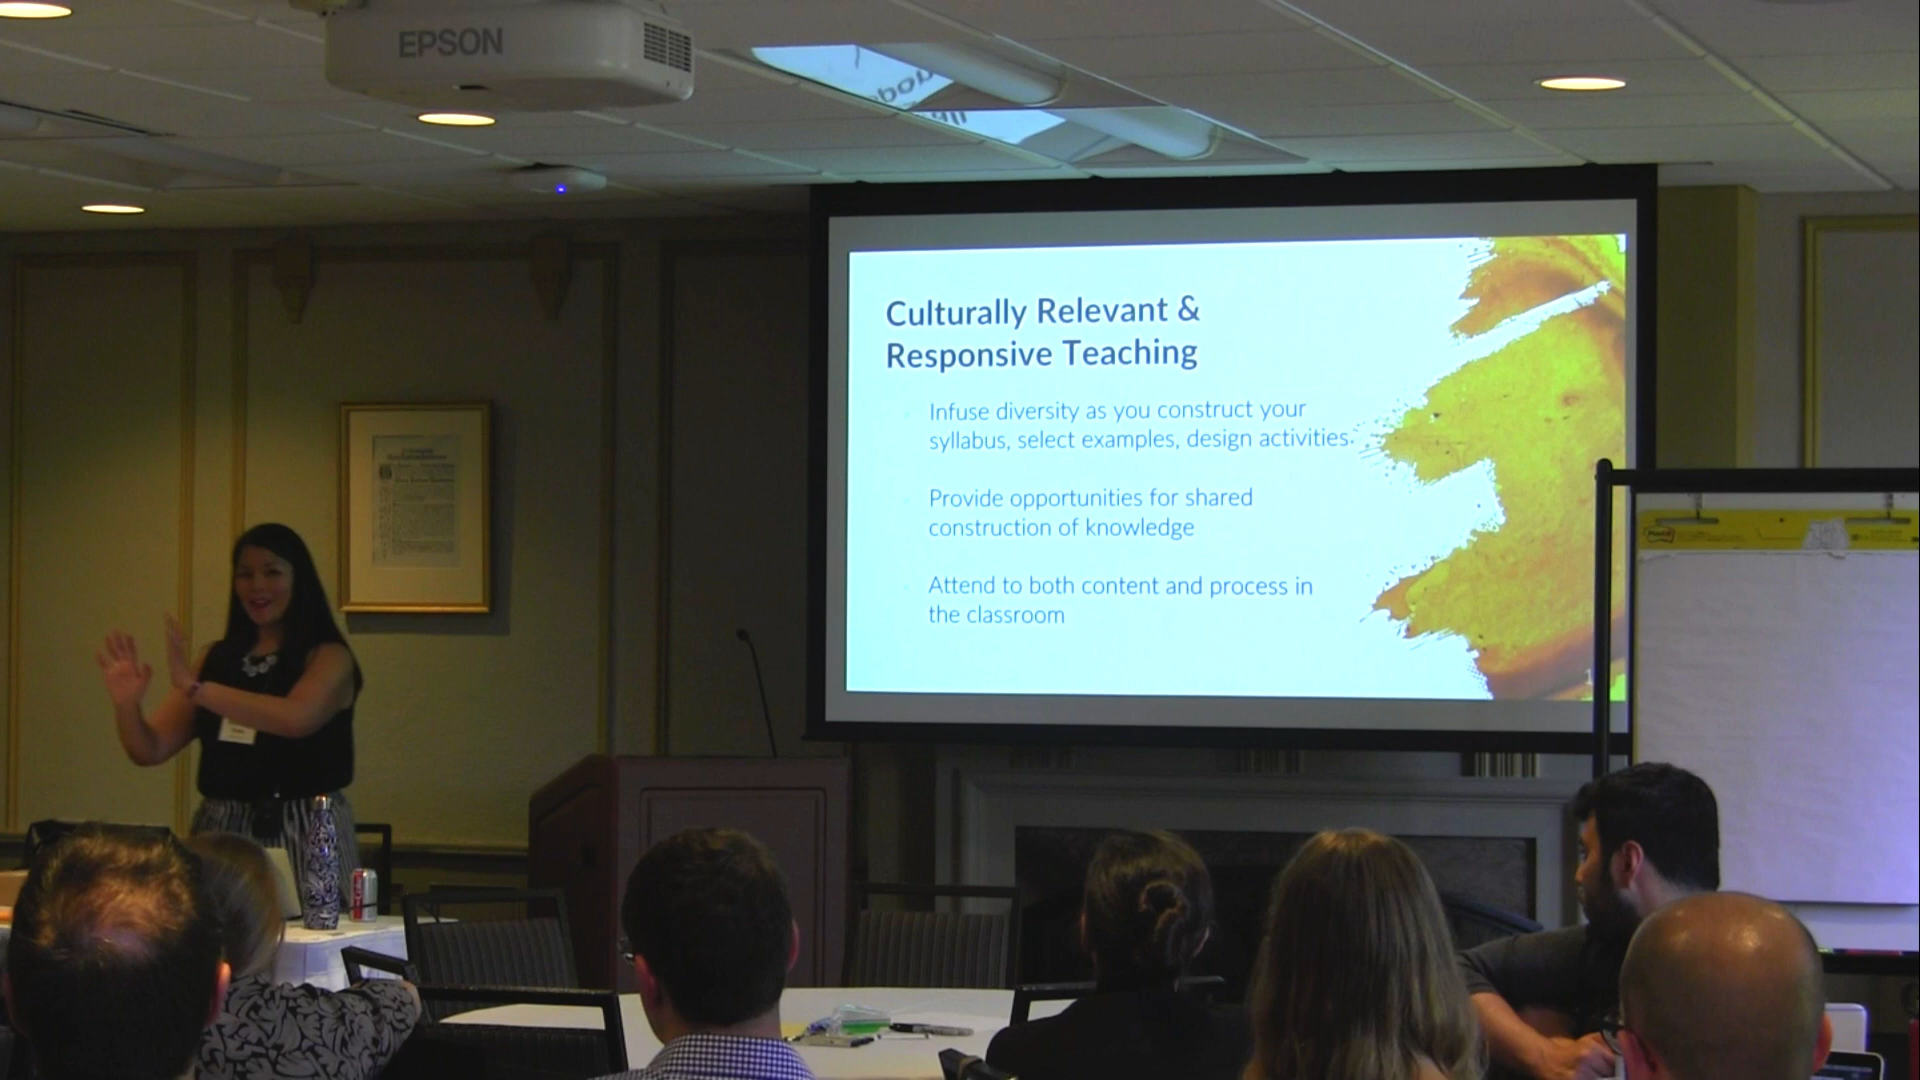 EPSON
Culturally Relevant &
Responsive Teaching
Infuse diversity as you construct your
syllabus, select examples, design activities.
Provide opportunities for shared
construction of knowledge
Attend to both content and process in
the classroom